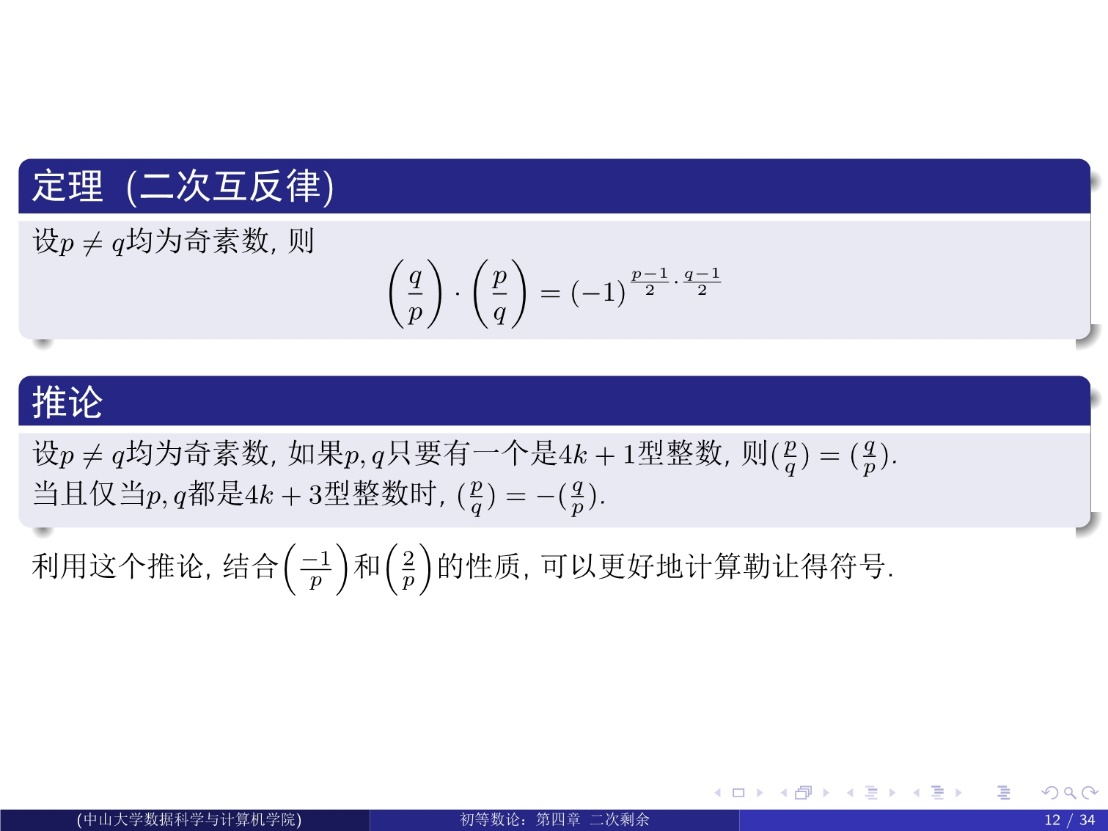 定理 (二次互反律)
设p ≠ q均为奇素数, 则
(q/p) · (p/q) = (−1)^{(p−1)/2 · (q−1)/2}
推论
设p ≠ q均为奇素数, 如果p, q只要有一个是4k + 1型整数, 则(p/q) = (q/p).
当且仅当p, q都是4k + 3型整数时, (p/q) = −(q/p).
利用这个推论, 结合(−1/p)和(2/p)的性质, 可以更好地计算勒让得符号.
(中山大学数据科学与计算机学院) 初等数论: 第四章 二次剩余 12 / 34